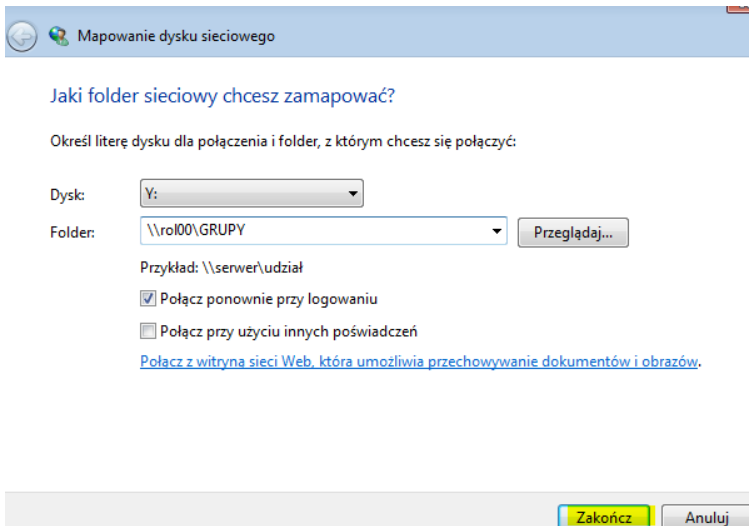 Mapowanie dysku sieciowego
Jaki folder sieciowy chcesz zamapować?
Określ literę dysku dla połączenia i folder, z którym chcesz się połączyć:
Dysk: Y:
Folder: \\rol00\GRUPY Przeglądaj...
Przykład: \\serwer\udział
Połącz ponownie przy logowaniu
Połącz przy użyciu innych poświadczeń
Połącz z witryna sieci Web, która umożliwia przechowywanie dokumentów i obrazów.
Zakończ Anuluj